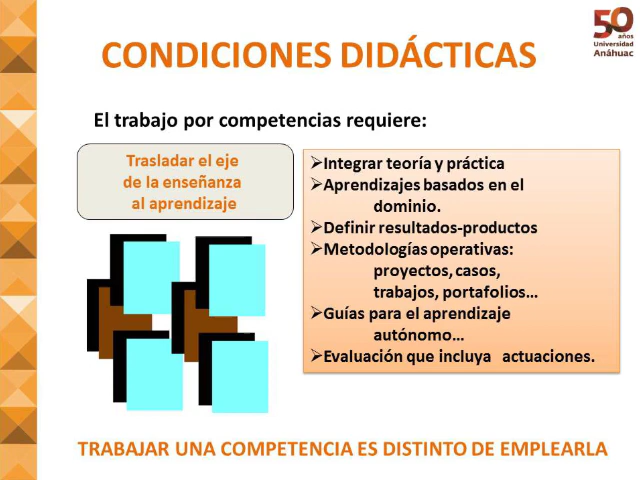 50
años
Universidad
Anáhuac
CONDICIONES DIDÁCTICAS
El trabajo por competencias requiere:
Trasladar el eje
de la enseñanza
al aprendizaje
➢Integrar teoría y práctica
➢Aprendizajes basados en el
dominio.
➢Definir resultados-productos
➢Metodologías operativas:
proyectos, casos,
trabajos, portafolios…
➢Guías para el aprendizaje
autónomo…
➢Evaluación que incluya actuaciones.
TRABAJAR UNA COMPETENCIA ES DISTINTO DE EMPLEARLA